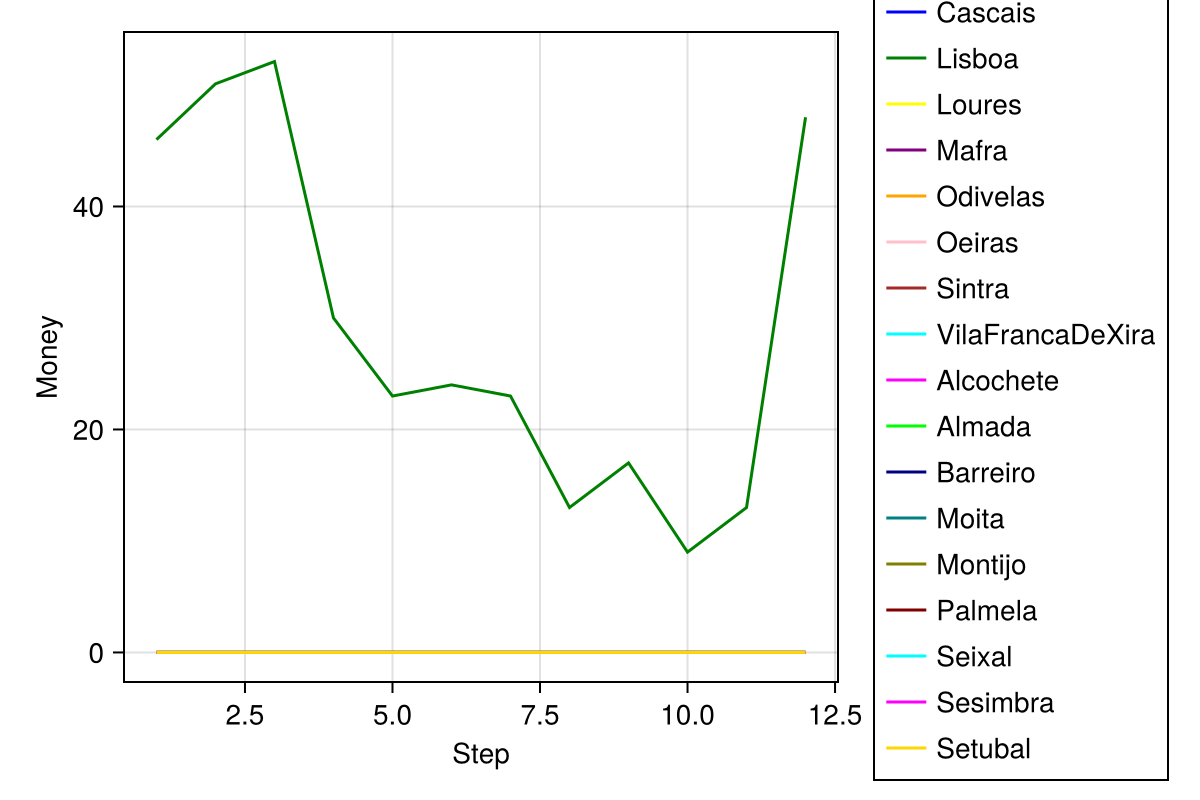 Money
40
20
0
2.5 5.0 7.5 10.0 12.5
Step
Cascais
Lisboa
Loures
Mafra
Odivelas
Oeiras
Sintra
VilaFrancaDeXira
Alcochete
Almada
Barreiro
Moita
Montijo
Palmela
Seixal
Sesimbra
Setubal